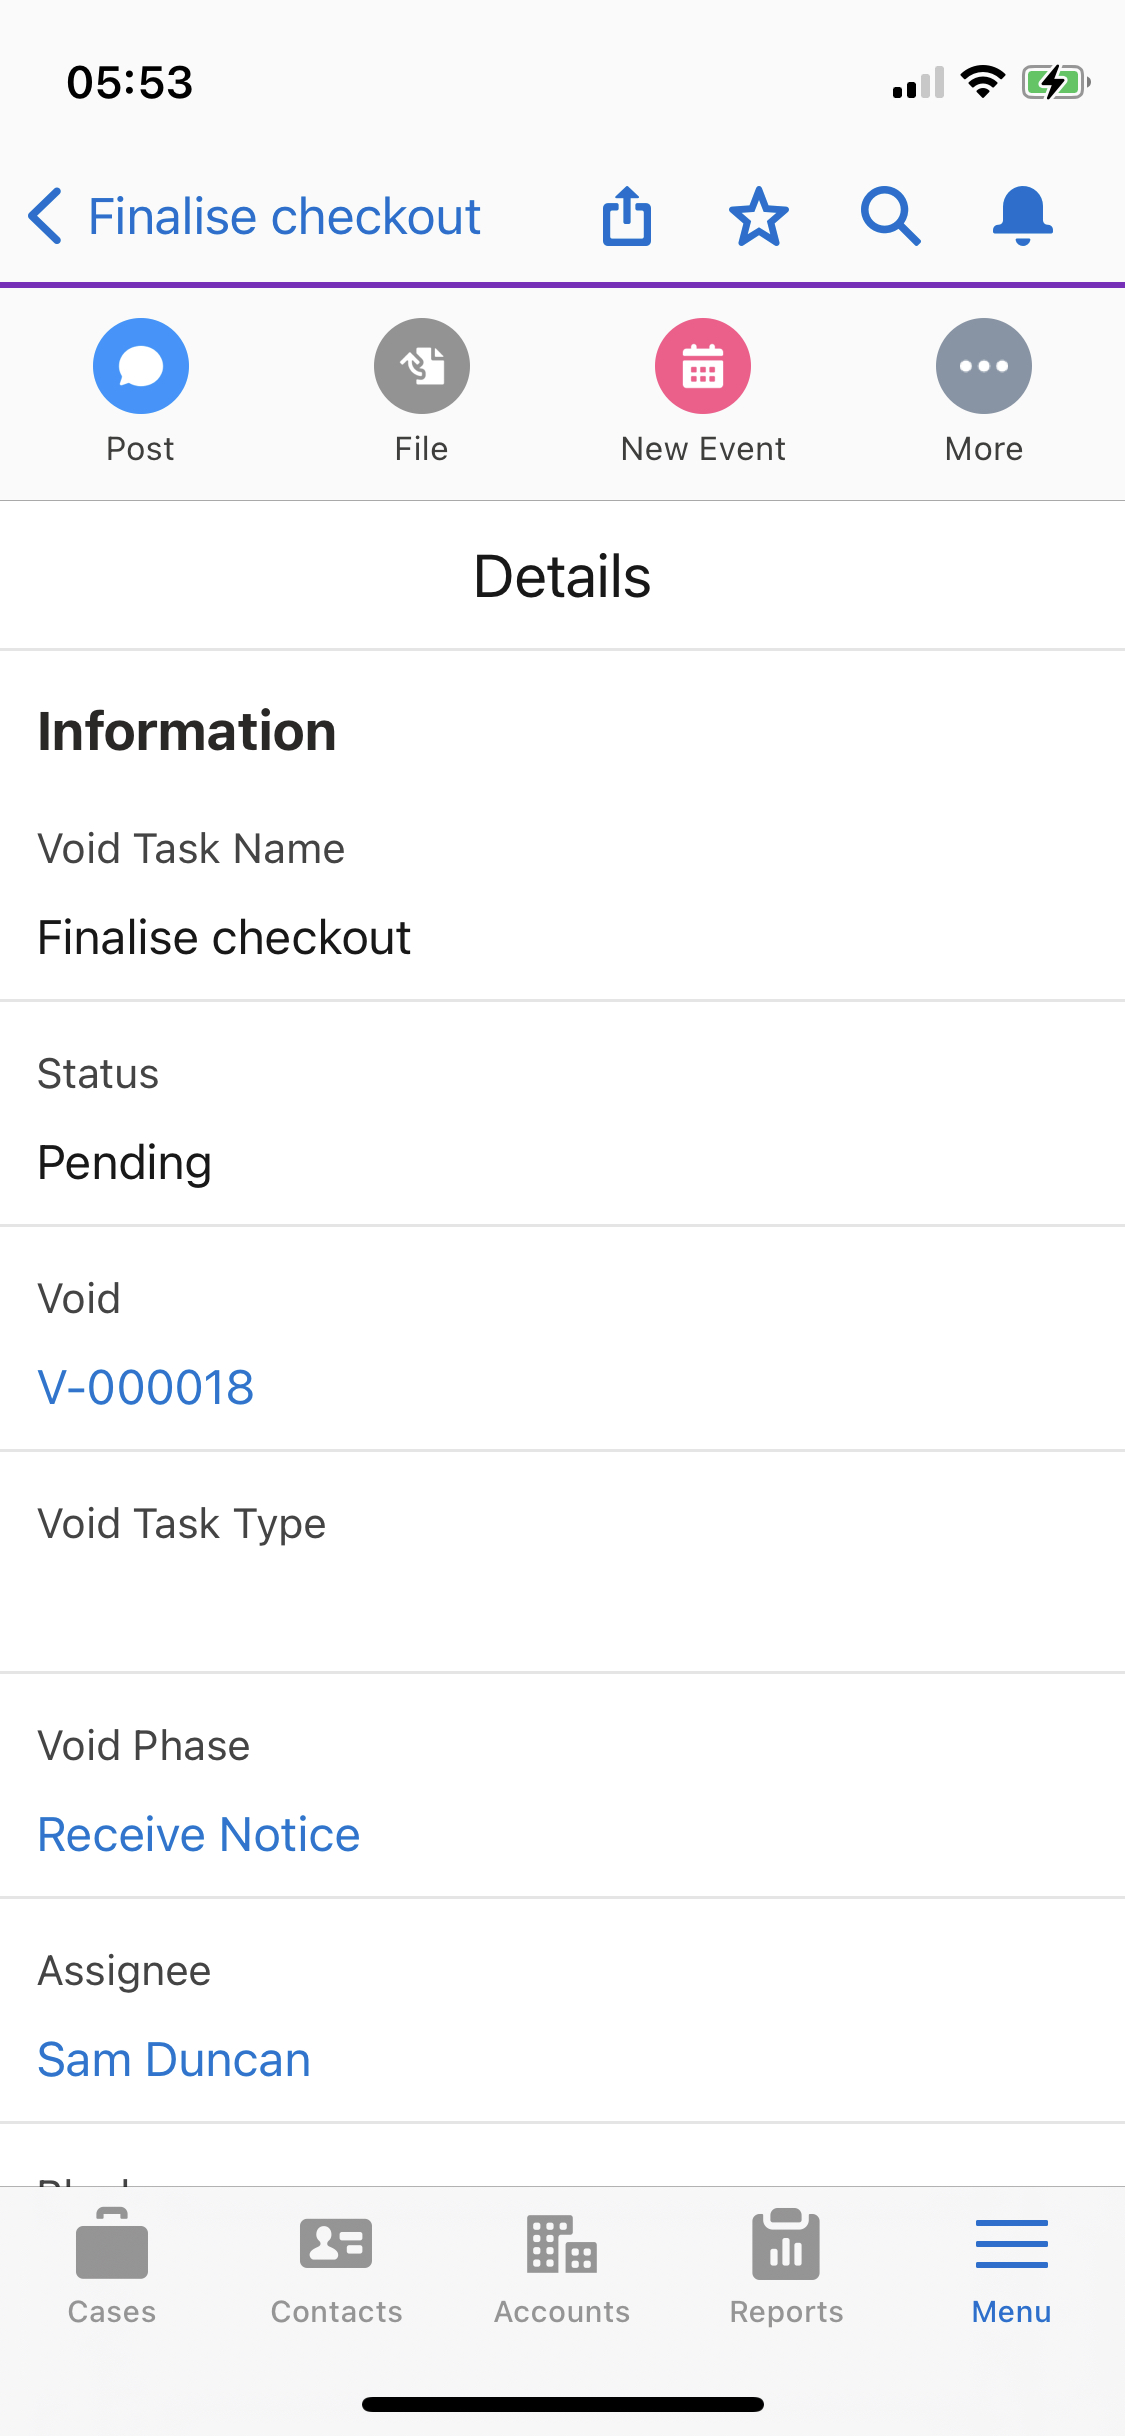 05:53
Finalise checkout
Post
File
New Event
More
Details
Information
Void Task Name
Finalise checkout
Status
Pending
Void
V-000018
Void Task Type
Void Phase
Receive Notice
Assignee
Sam Duncan
Cases
Contacts
Accounts
Reports
Menu